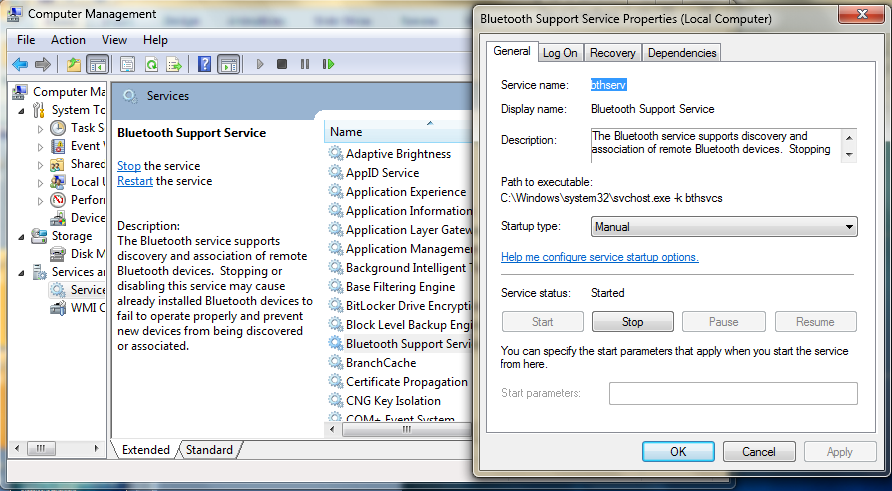 Computer Management
File Action View Help
Computer Ma
System To
Task S
Event V
Shared
Local U
Perfor
Device
Storage
Disk M
Services an
Service
WMI C
Services
Bluetooth Support Service
Stop the service
Restart the service
Description:
The Bluetooth service supports
discovery and association of remote
Bluetooth devices. Stopping or
disabling this service may cause
already installed Bluetooth devices to
fail to operate properly and prevent
new devices from being discovered
or associated.
Name
Adaptive Brightness
AppID Service
Application Experience
Application Information
Application Layer Gatew
Application Management
Background Intelligent T
Base Filtering Engine
BitLocker Drive Encrypti
Block Level Backup Engi
Bluetooth Support Servi
BranchCache
Certificate Propagation
CNG Key Isolation
COM+ Event System
Extended Standard
Bluetooth Support Service Properties (Local Computer)
General Log On Recovery Dependencies
Service name: bthserv
Display name: Bluetooth Support Service
Description: The Bluetooth service supports discovery and
association of remote Bluetooth devices. Stopping
Path to executable:
C:\Windows\system32\svchost.exe -k bthsvcs
Startup type: Manual
Help me configure service startup options.
Service status: Started
Start Stop Pause Resume
You can specify the start parameters that apply when you start the service
from here.
Start parameters:
OK Cancel Apply